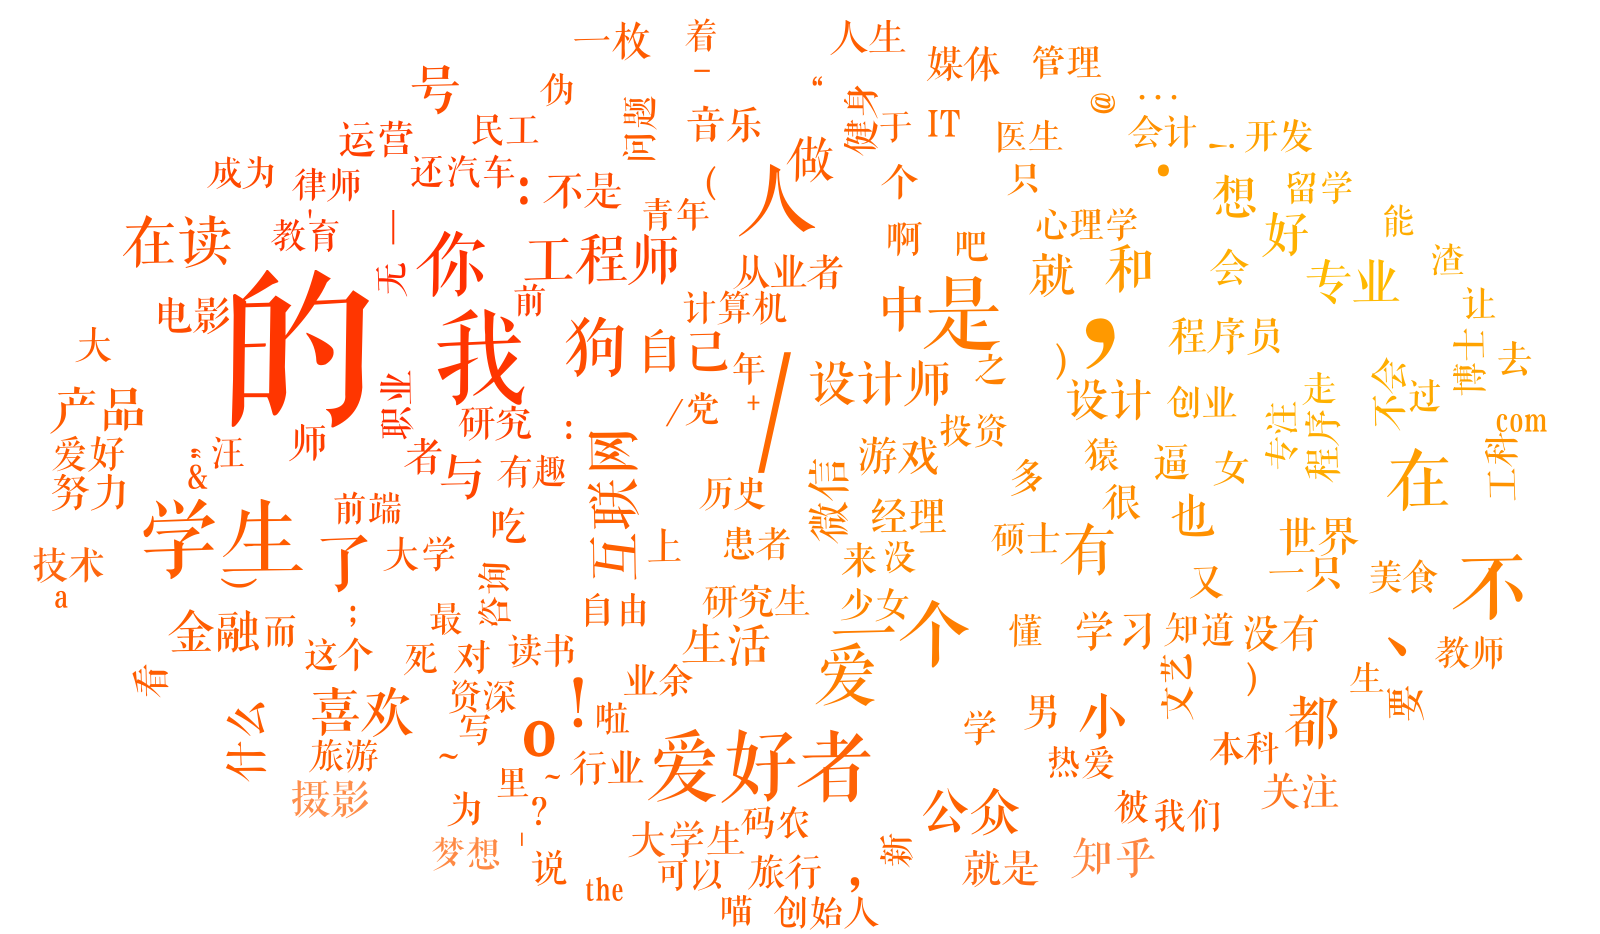 一枚
着
人生
媒体
管理
号
伪
–
“
@
…
问题
音乐
健身
于
IT
医生
会计
开发
运营
民工
做
成为
律师
还汽车
:
不是
(
人
个
只
·
想
留学
在读
'
教育
—
无
你
工程师
青年
从业者
啊
吧
心理学
就
和
好
会
专业
能
渣
电影
的
前
我
狗
自己
计算机
中
是
,
程序员
让
大
年
/
设计师
之
)
博士
去
产品
职业
研究
/党
+
设计
创业
走
不会
过
com
爱好
”
汪
师
者
与
有趣
:
互联网
投资
游戏
专注
程序
工科
努力
&
历史
微信
多
猿
逼
女
在
学生
前端
吃
经理
很
也
技术
a
)
了
大学
咨询
上
患者
来
没
硕士
有
世界
一只
美食
不
又
金融
而
;
最
自由
研究生
少女
一个
懂
学习
知道
没有
、
教师
这个
死
对
读书
生活
爱
看
喜欢
资深
写
!
业余
啦
文艺
)
生
要
什么
旅游
~
o
行业
爱好者
学
男
小
热爱
本科
都
摄影
为
里
~
?
大学生
码农
公众
被
我们
关注
梦想
'
说
the
可以
旅行
,
新
就是
知乎
喵
创始人